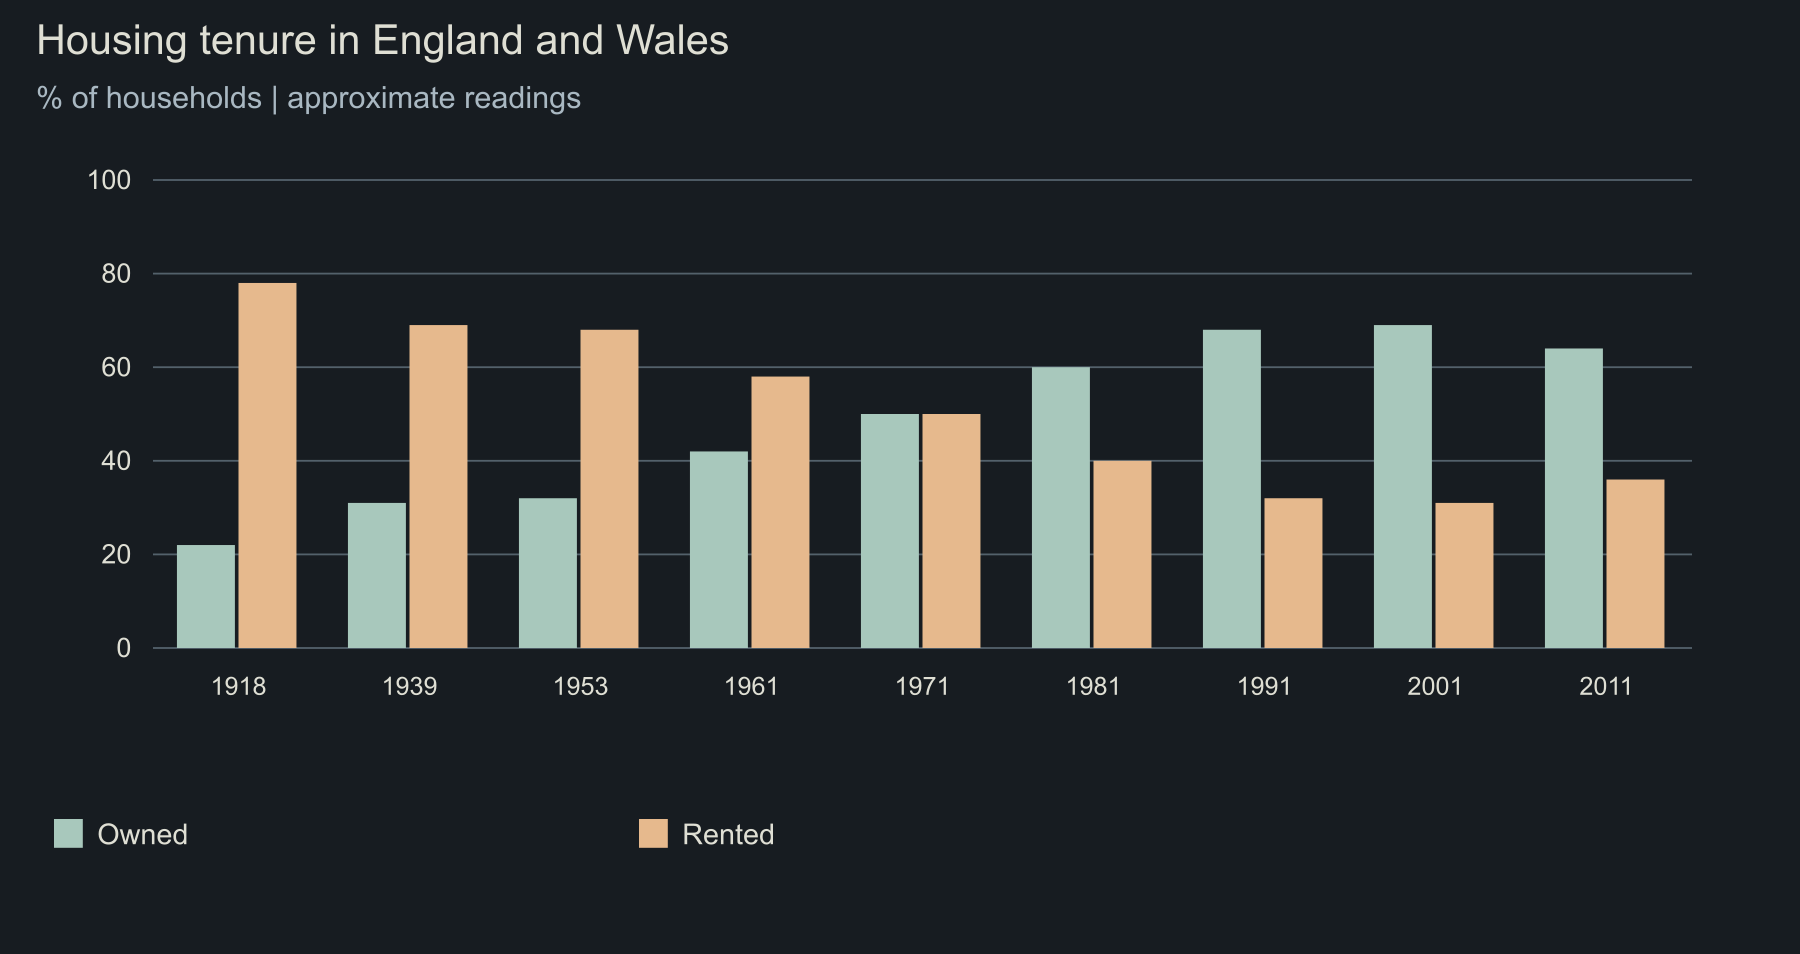 Housing tenure in England and Wales
% of households | approximate readings
100
80
60
40
20
0
1918 1939 1953 1961 1971 1981 1991 2001 2011
Owned Rented